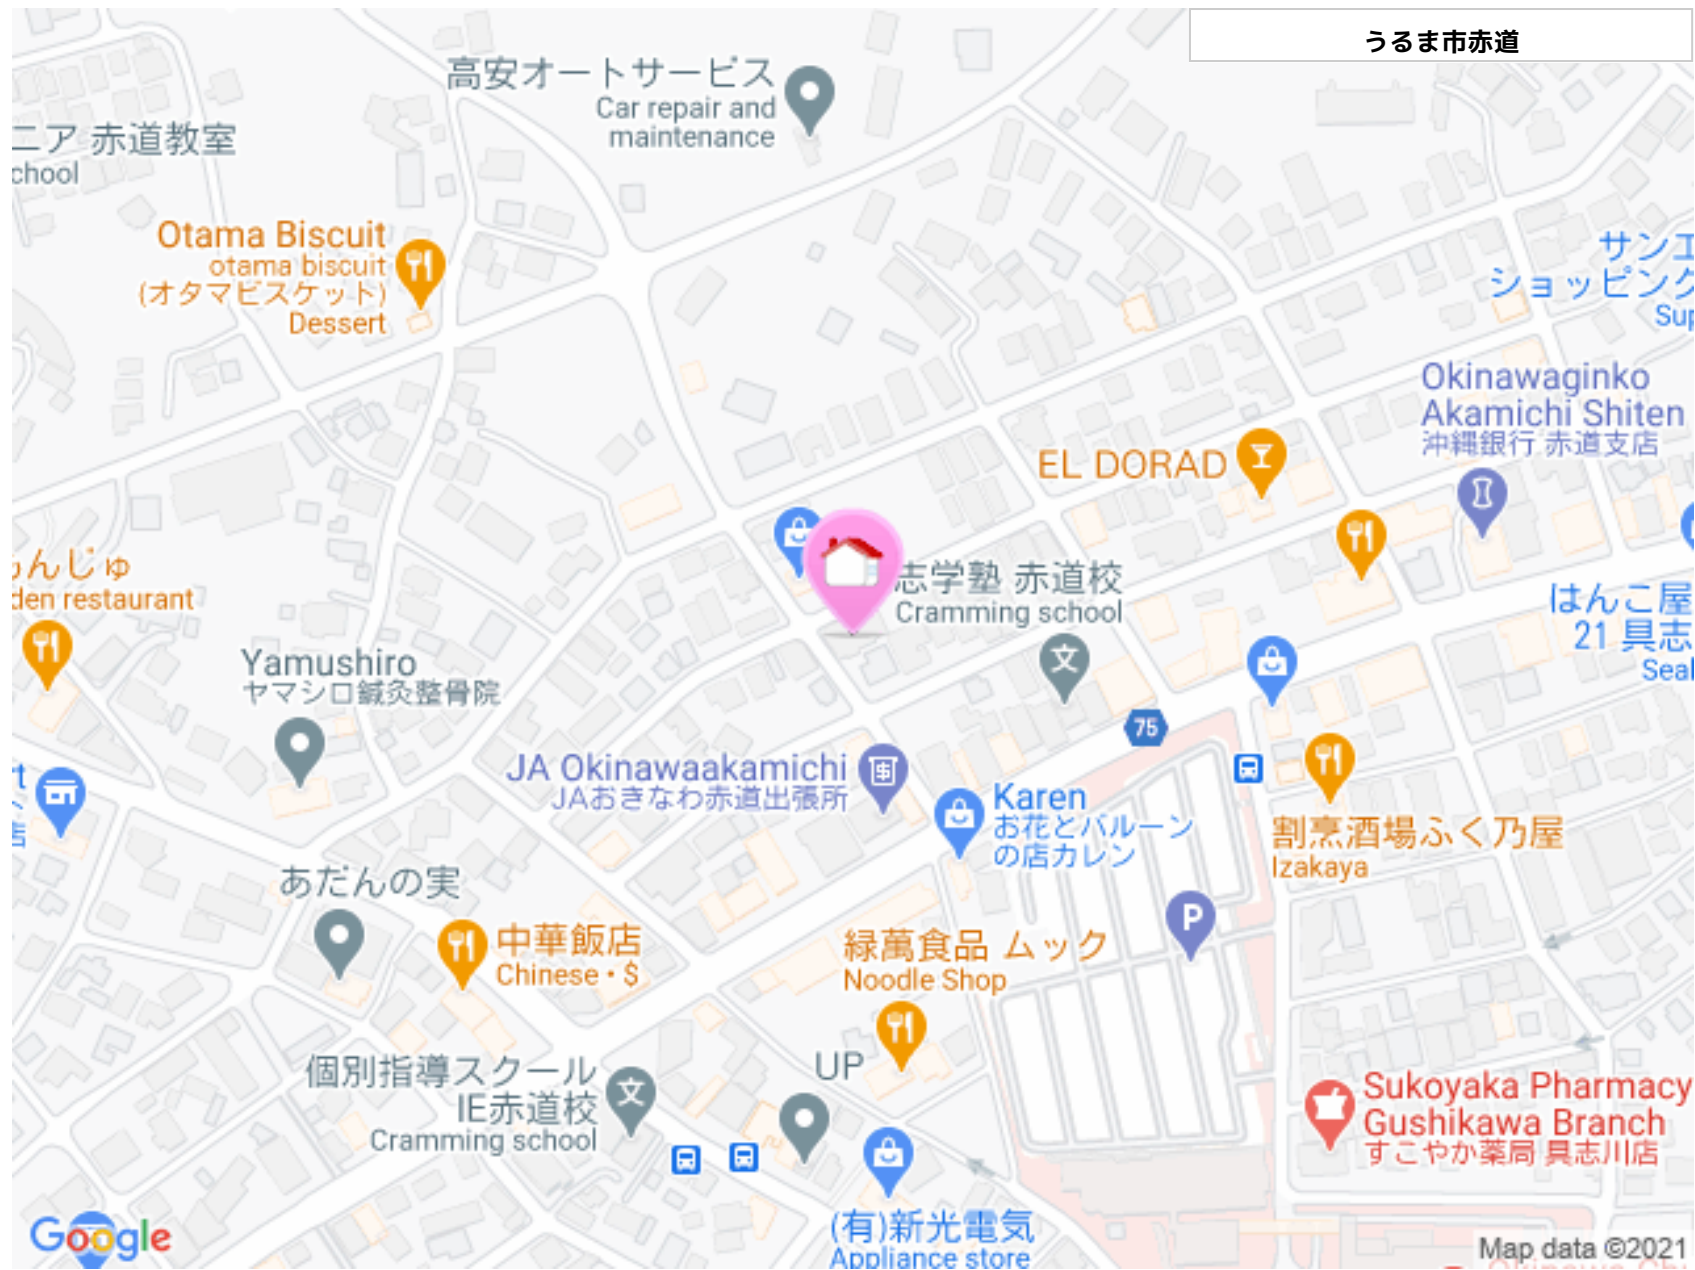 うるま市赤道
高安オートサービス
Car repair and
maintenance
ニア 赤道教室
chool
Otama Biscuit
otama biscuit
(オタマビスケット)
Dessert
サンエ
ショッピング
Sup
Okinawaginko
Akamichi Shiten
沖縄銀行 赤道支店
EL DORAD
んじゅ
den restaurant
志学塾 赤道校
Cramming school
文
はんこ屋
21 具志
Seal
Yamushiro
ヤマシロ鍼灸整骨院
75
JA Okinawaakamichi
JAおきなわ赤道出張所
Karen
お花とバルーン
の店カレン
t
店
割烹酒場ふく乃屋
Izakaya
あだんの実
中華飯店
Chinese・$
緑萬食品 ムック
Noodle Shop
P
個別指導スクール
IE赤道校
Cramming school
文
UP
Sukoyaka Pharmacy
Gushikawa Branch
すこやか薬局 具志川店
(有)新光電気
Appliance store
Google
Map data ©2021